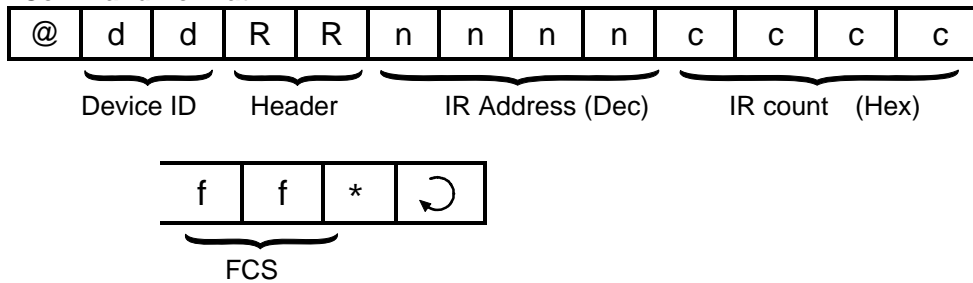 @ d d R R n n n n c c c c
Device ID Header IR Address (Dec) IR count (Hex)
f f *
FCS